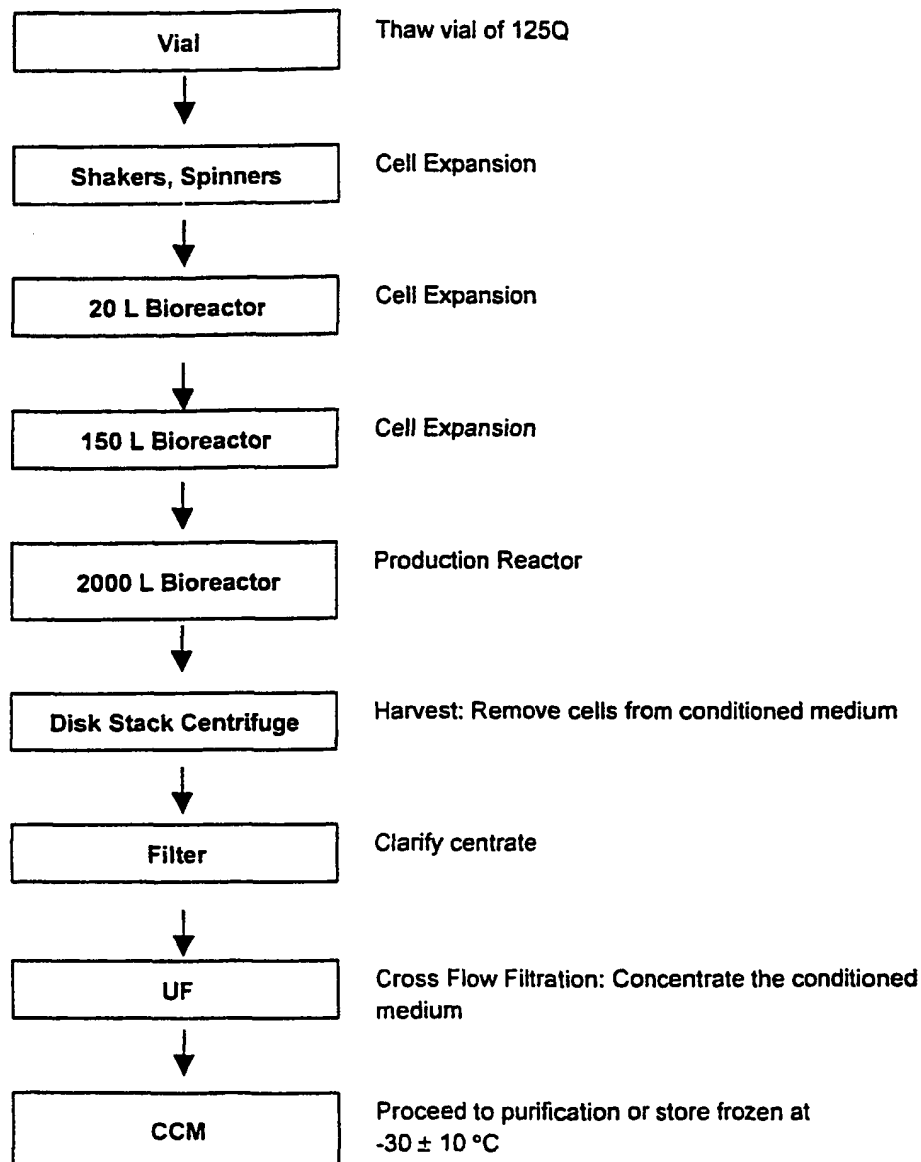 Vial
Thaw vial of 125Q
Shakers, Spinners
Cell Expansion
20 L Bioreactor
Cell Expansion
150 L Bioreactor
Cell Expansion
2000 L Bioreactor
Production Reactor
Disk Stack Centrifuge
Harvest: Remove cells from conditioned medium
Filter
Clarify centrate
UF
Cross Flow Filtration: Concentrate the conditioned
medium
CCM
Proceed to purification or store frozen at
-30 ± 10 °C